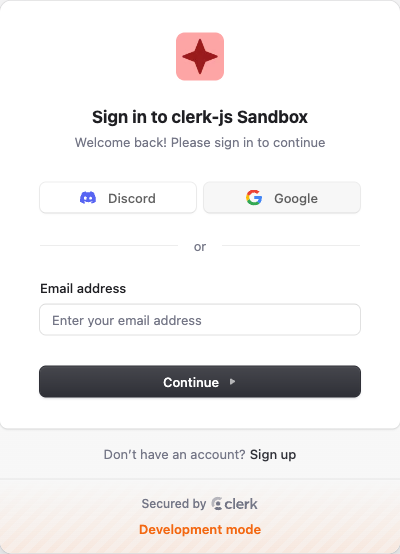 Sign in to clerk-js Sandbox
Welcome back! Please sign in to continue
Discord Google
or
Email address
Enter your email address
Continue
Don’t have an account? Sign up
Secured by clerk
Development mode